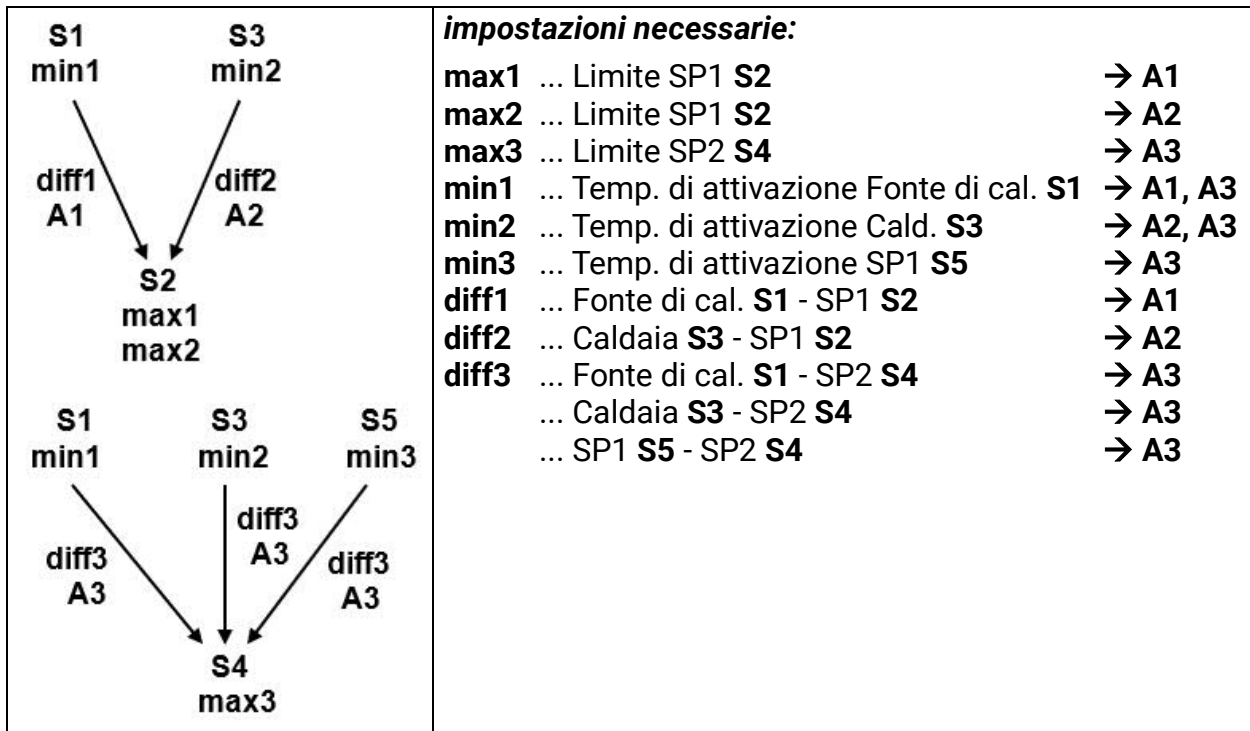 S1 S3
min1 min2
diff1 diff2
A1 A2
S2
max1
max2
S1 S3 S5
min1 min2 min3
diff3
A3
diff3
A3
diff3
A3
S4
max3
impostazioni necessarie:
max1 ... Limite SP1 S2 → A1
max2 ... Limite SP1 S2 → A2
max3 ... Limite SP2 S4 → A3
min1 ... Temp. di attivazione Fonte di cal. S1 → A1, A3
min2 ... Temp. di attivazione Cald. S3 → A2, A3
min3 ... Temp. di attivazione SP1 S5 → A3
diff1 ... Fonte di cal. S1 - SP1 S2 → A1
diff2 ... Caldaia S3 - SP1 S2 → A2
diff3 ... Fonte di cal. S1 - SP2 S4 → A3
... Caldaia S3 - SP2 S4 → A3
... SP1 S5 - SP2 S4 → A3